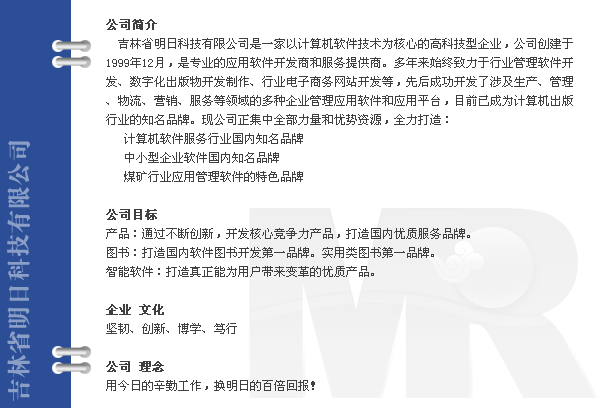 吉林省明日科技有限公司
公司简介
吉林省明日科技有限公司是一家以计算机软件技术为核心的高科技型企业，公司创建于
1999年12月，是专业的应用软件开发商和服务提供商。多年来始终致力于行业管理软件开
发、数字化出版物开发制作、行业电子商务网站开发等，先后成功开发了涉及生产、管理
、物流、营销、服务等领域的多种企业管理应用软件和应用平台，目前已成为计算机出版
行业的知名品牌。现公司正集中全部力量和优势资源，全力打造：
计算机软件服务行业国内知名品牌
中小型企业软件国内知名品牌
煤矿行业应用管理软件的特色品牌
公司目标
产品：通过不断创新，开发核心竞争力产品，打造国内优质服务品牌。
图书：打造国内软件图书开发第一品牌。实用类图书第一品牌。
智能软件：打造真正能为用户带来变革的优质产品。
企业 文化
坚韧、创新、博学、笃行
公司 理念
用今日的辛勤工作，换明日的百倍回报！
MR